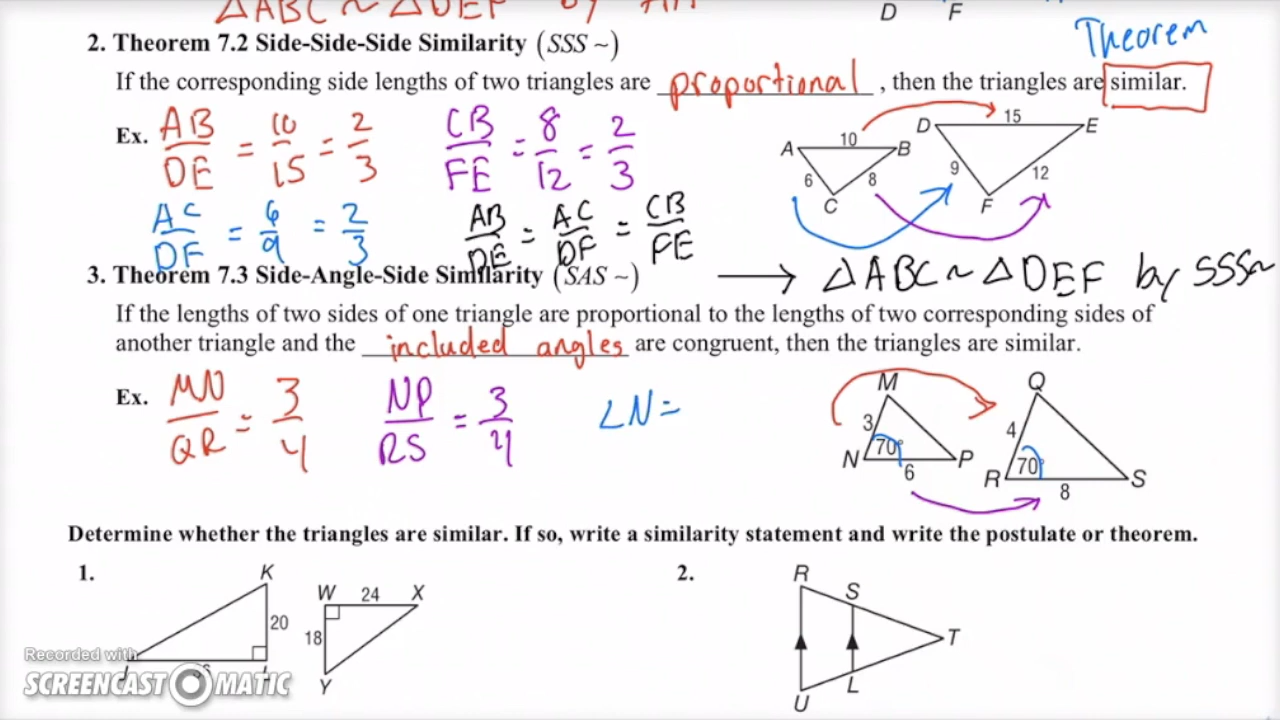 △ABC ~ △DEF by AA
D F
2. Theorem 7.2 Side-Side-Side Similarity (SSS ~)
Theorem
If the corresponding side lengths of two triangles are proportional, then the triangles are similar.
Ex. AB/DE = 10/15 = 2/3 CB/FE = 8/12 = 2/3
A 10 B 6 8 C
D 15 E 9 12 F
AC/DF = 6/9 = 2/3 AB/DE = AC/DF = CB/FE
3. Theorem 7.3 Side-Angle-Side Similarity (SAS ~) → △ABC ~ △DEF by SSS~
If the lengths of two sides of one triangle are proportional to the lengths of two corresponding sides of
another triangle and the included angles are congruent, then the triangles are similar.
Ex. MN/QR = 3/4 NP/RS = 3/4 ∠N=
M 3 70° N 6 P
Q 4 70° R 8 S
Determine whether the triangles are similar. If so, write a similarity statement and write the postulate or theorem.
1. K 20
W 24 X 18 Y
2. R S T U L
Recorded with
SCREENCAST-O-MATIC